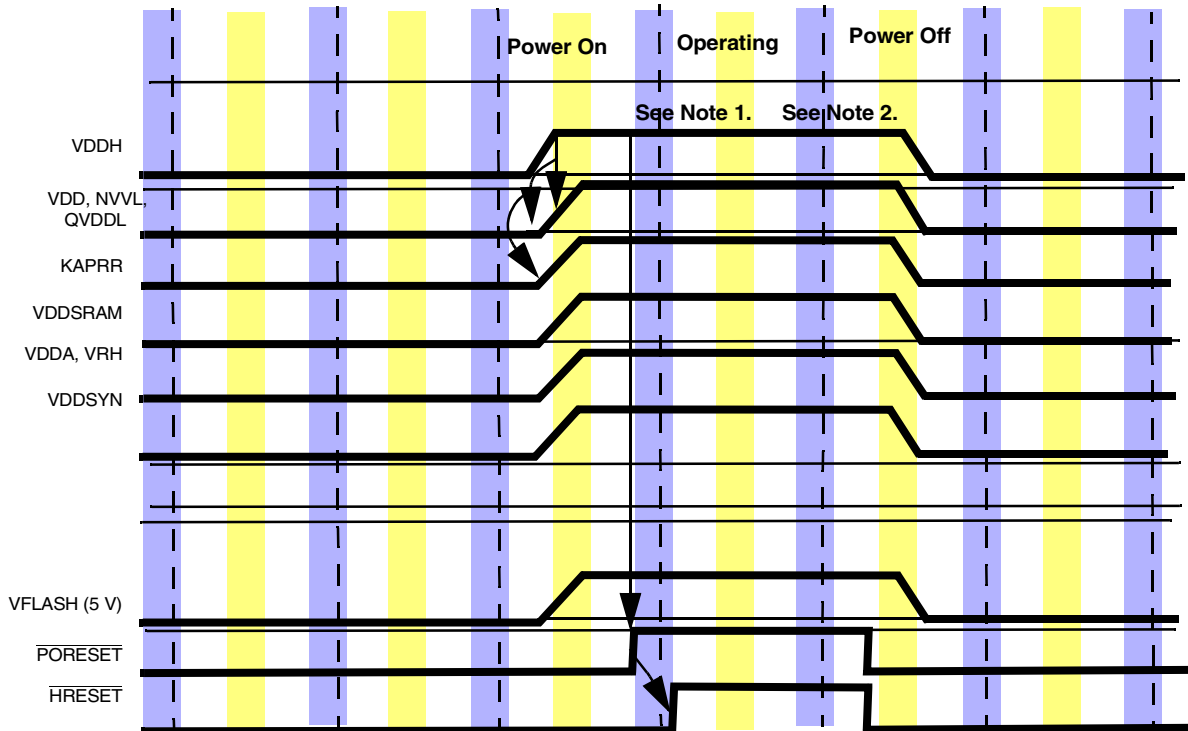 Power On
Operating
Power Off
See Note 1.
See Note 2.
VDDH
VDD, NVVL,
QVDDL
KAPRR
VDDSRAM
VDDA, VRH
VDDSYN
VFLASH (5 V)
PORESET
HRESET